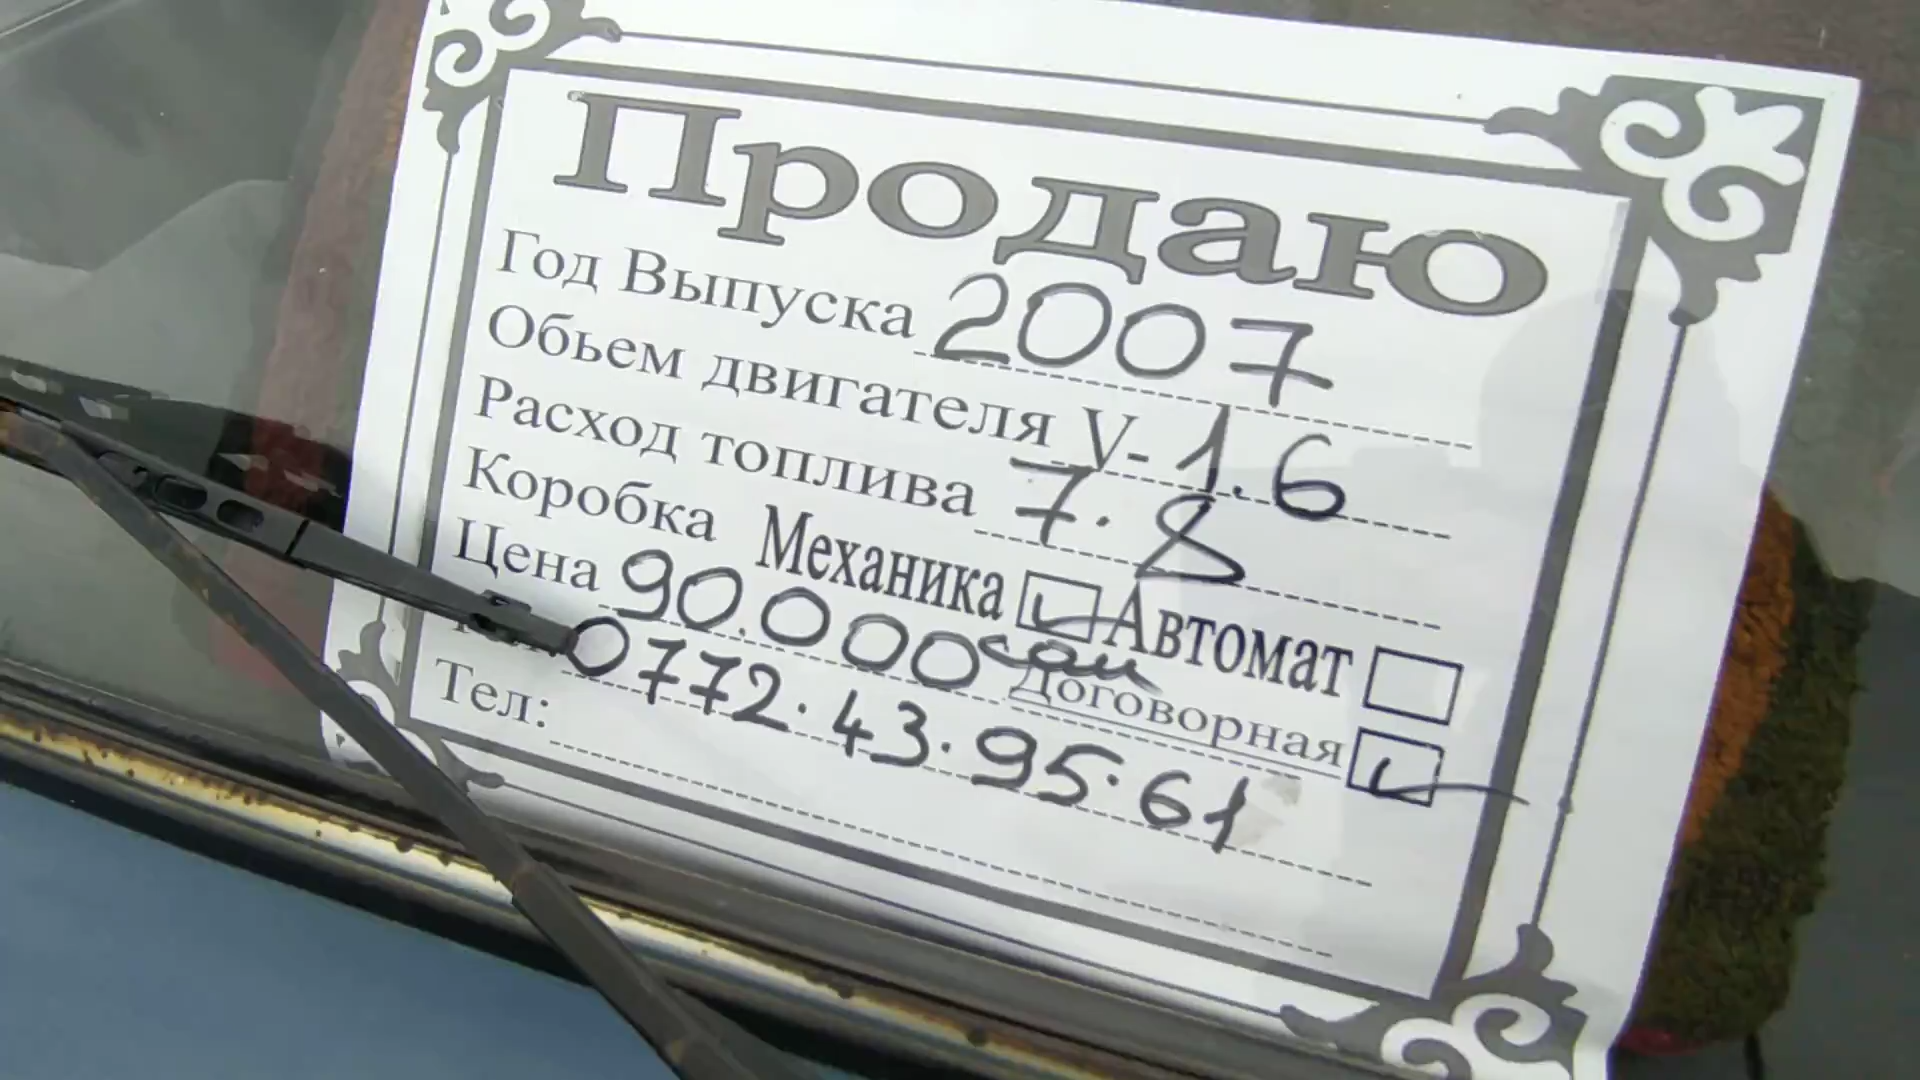 Продаю
Год Выпуска 2007
Обьем двигателя V- 1.6
Расход топлива 7.8
Коробка Механика Автомат
Цена 90.000 сом Договорная
0772.43.95.61
Тел: